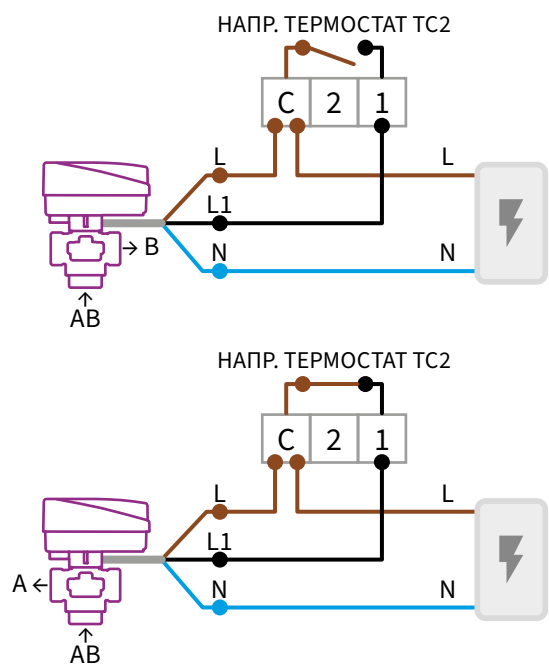 НАПР. ТЕРМОСТАТ ТС2
C 2 1
L L
L1
→ B
N N
↑
AB
НАПР. ТЕРМОСТАТ ТС2
C 2 1
L L
L1
A ←
N N
↑
AB